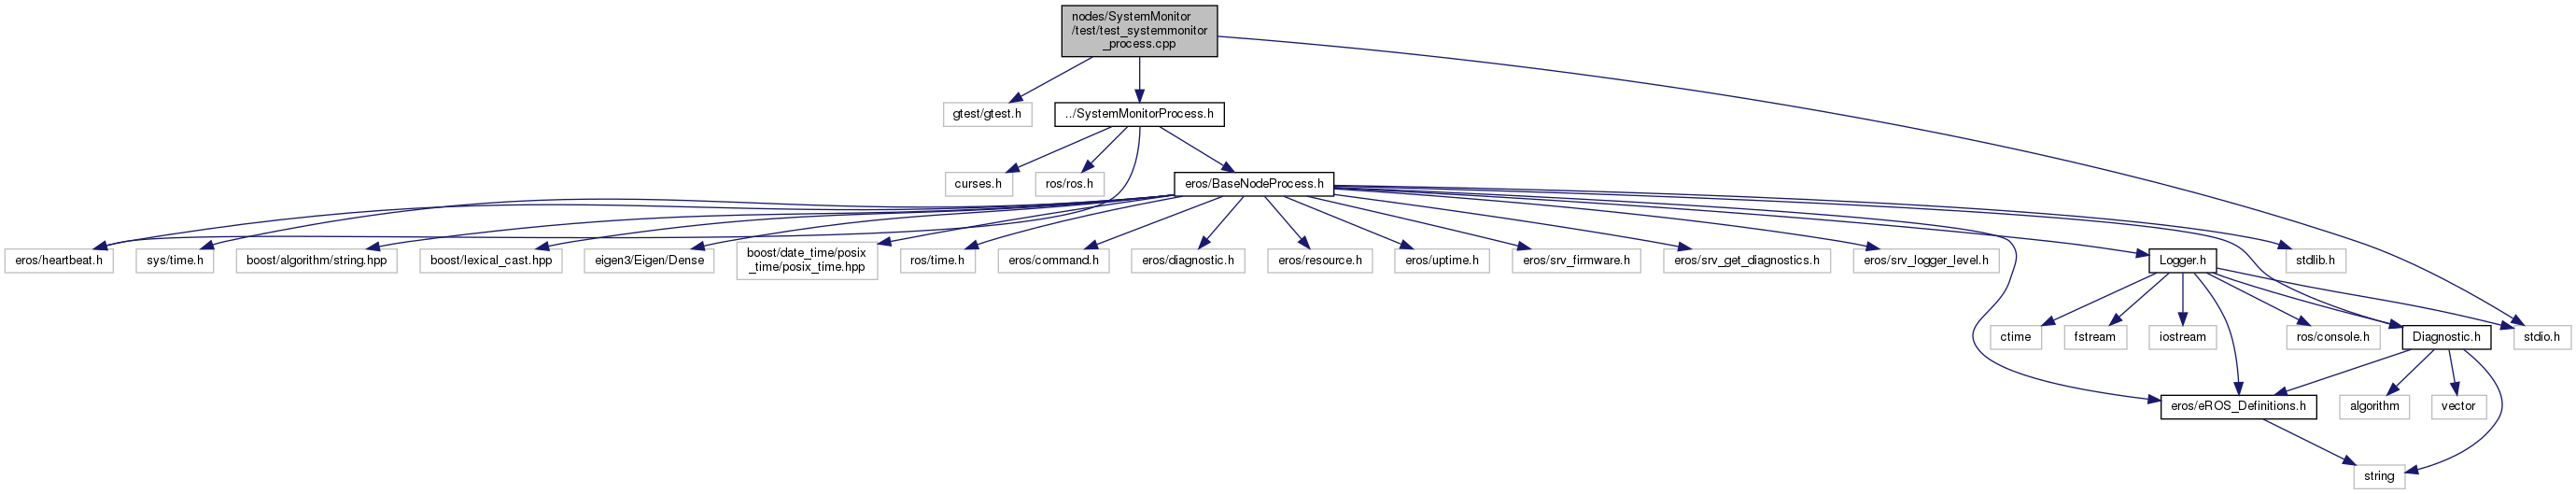 nodes/SystemMonitor
/test/test_systemmonitor
_process.cpp
gtest/gtest.h
../SystemMonitorProcess.h
curses.h
ros/ros.h
eros/BaseNodeProcess.h
eros/heartbeat.h
sys/time.h
boost/algorithm/string.hpp
boost/lexical_cast.hpp
eigen3/Eigen/Dense
boost/date_time/posix
_time/posix_time.hpp
ros/time.h
eros/command.h
eros/diagnostic.h
eros/resource.h
eros/uptime.h
eros/srv_firmware.h
eros/srv_get_diagnostics.h
eros/srv_logger_level.h
Logger.h
stdlib.h
ctime
fstream
iostream
ros/console.h
Diagnostic.h
stdio.h
eros/eROS_Definitions.h
algorithm
vector
string